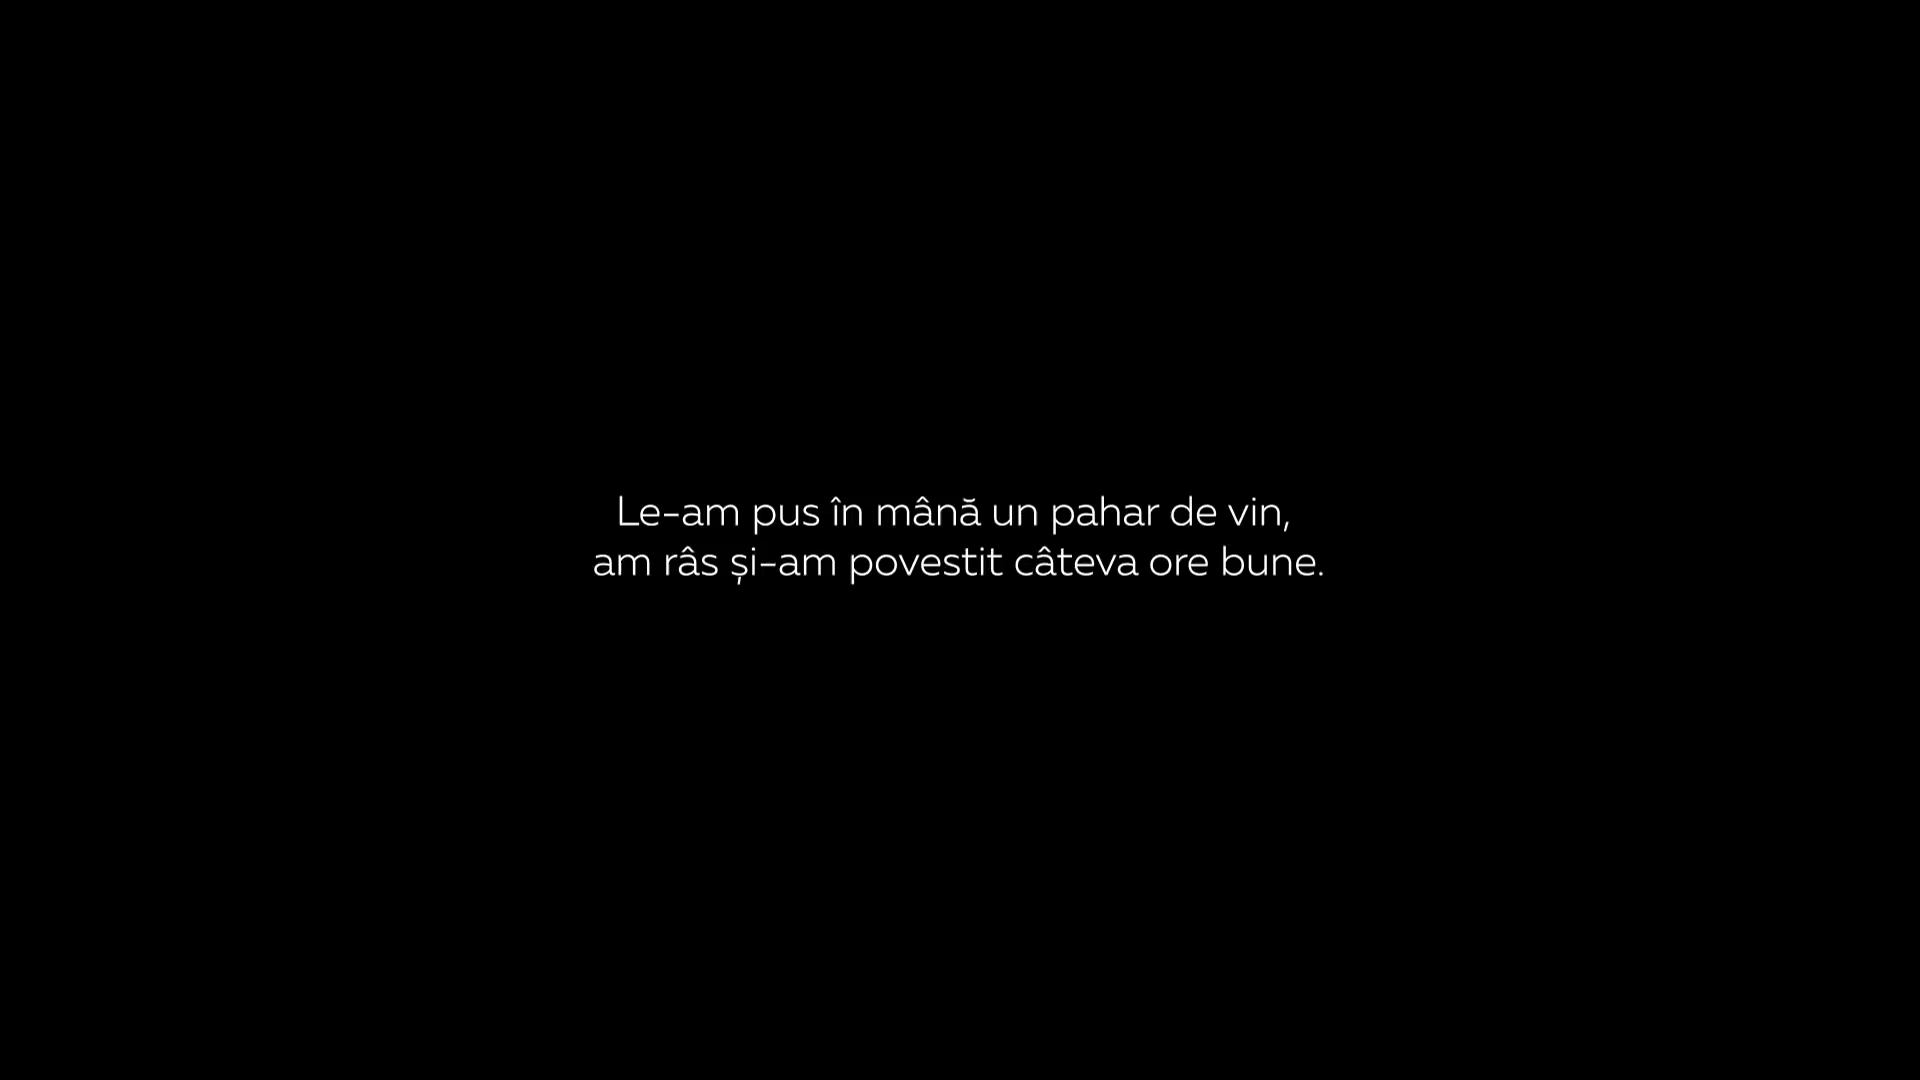 Le-am pus în mână un pahar de vin,
am râs și-am povestit câteva ore bune.